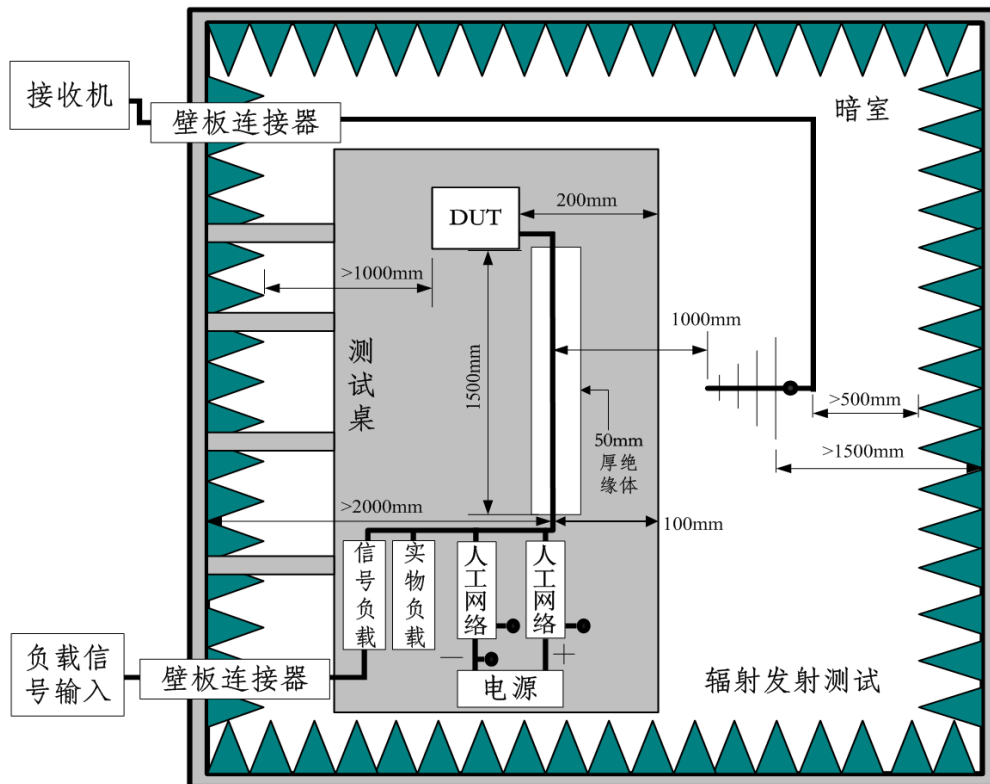 接收机
壁板连接器
暗室
DUT
200mm
>1000mm
1000mm
测试桌
1500mm
>500mm
50mm
厚绝
缘体
>1500mm
>2000mm
100mm
信号负载
实物负载
人工网络
人工网络
负载信
号输入
壁板连接器
－
＋
电源
辐射发射测试